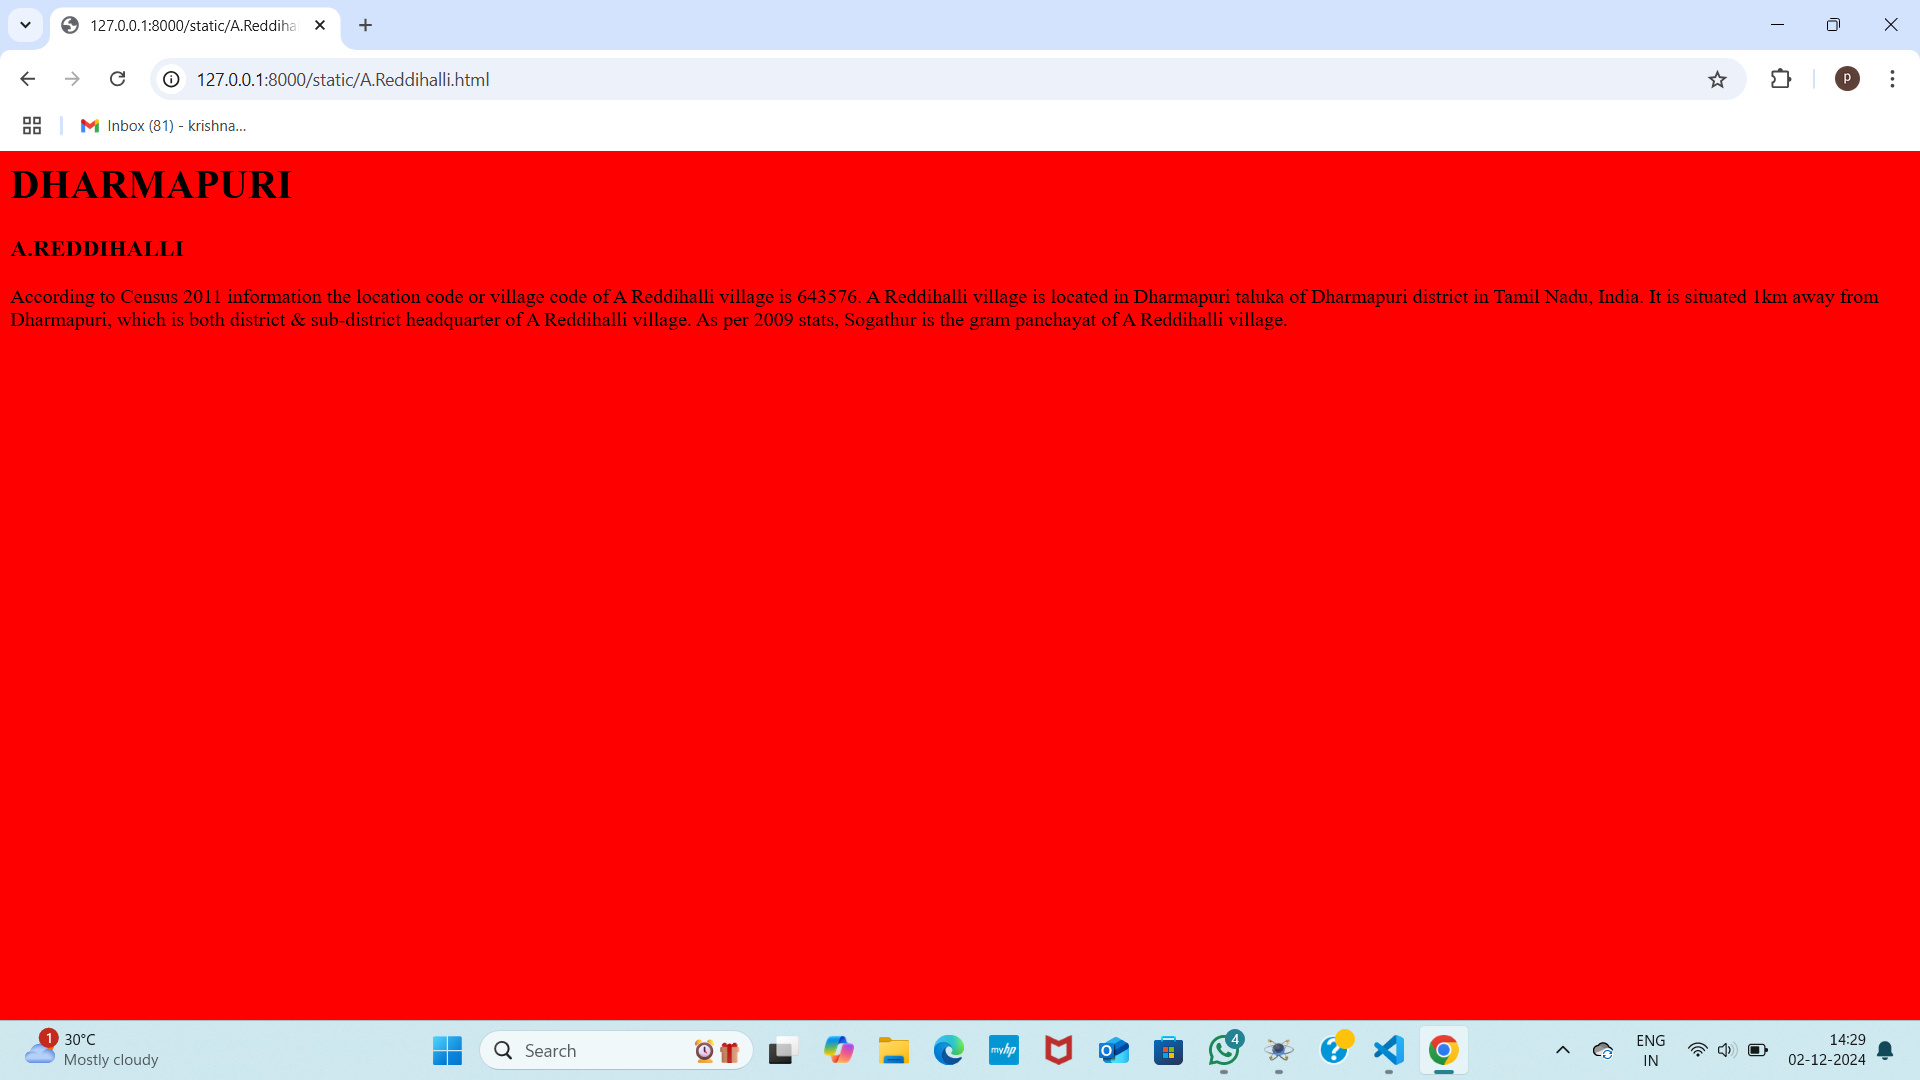 127.0.0.1:8000/static/A.Reddiha
127.0.0.1:8000/static/A.Reddihalli.html
P
Inbox (81) - krishna...
DHARMAPURI
A.REDDIHALLI
According to Census 2011 information the location code or village code of A Reddihalli village is 643576. A Reddihalli village is located in Dharmapuri taluka of Dharmapuri district in Tamil Nadu, India. It is situated 1km away from
Dharmapuri, which is both district & sub-district headquarter of A Reddihalli village. As per 2009 stats, Sogathur is the gram panchayat of A Reddihalli village.
1
30°C
Mostly cloudy
Search
myhp
4
ENG
IN
14:29
02-12-2024